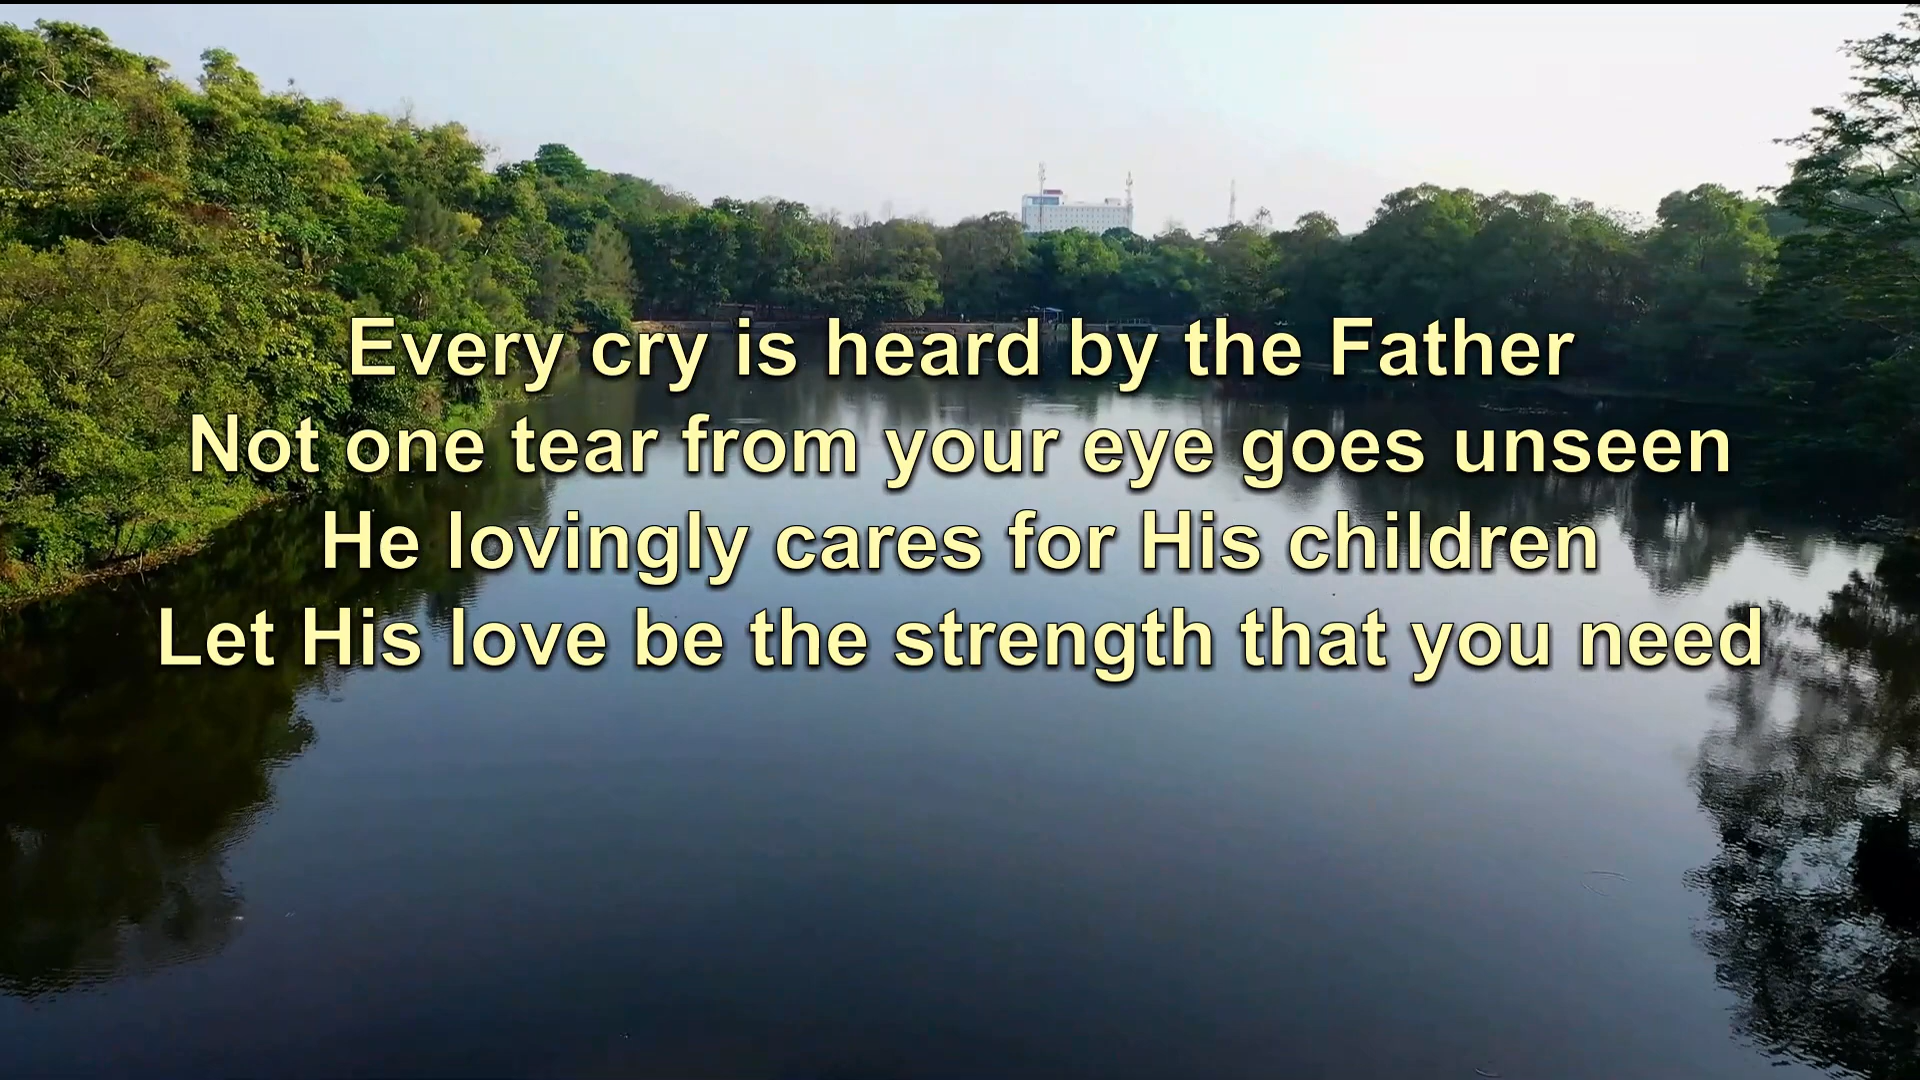 Every cry is heard by the Father
Not one tear from your eye goes unseen
He lovingly cares for His children
Let His love be the strength that you need